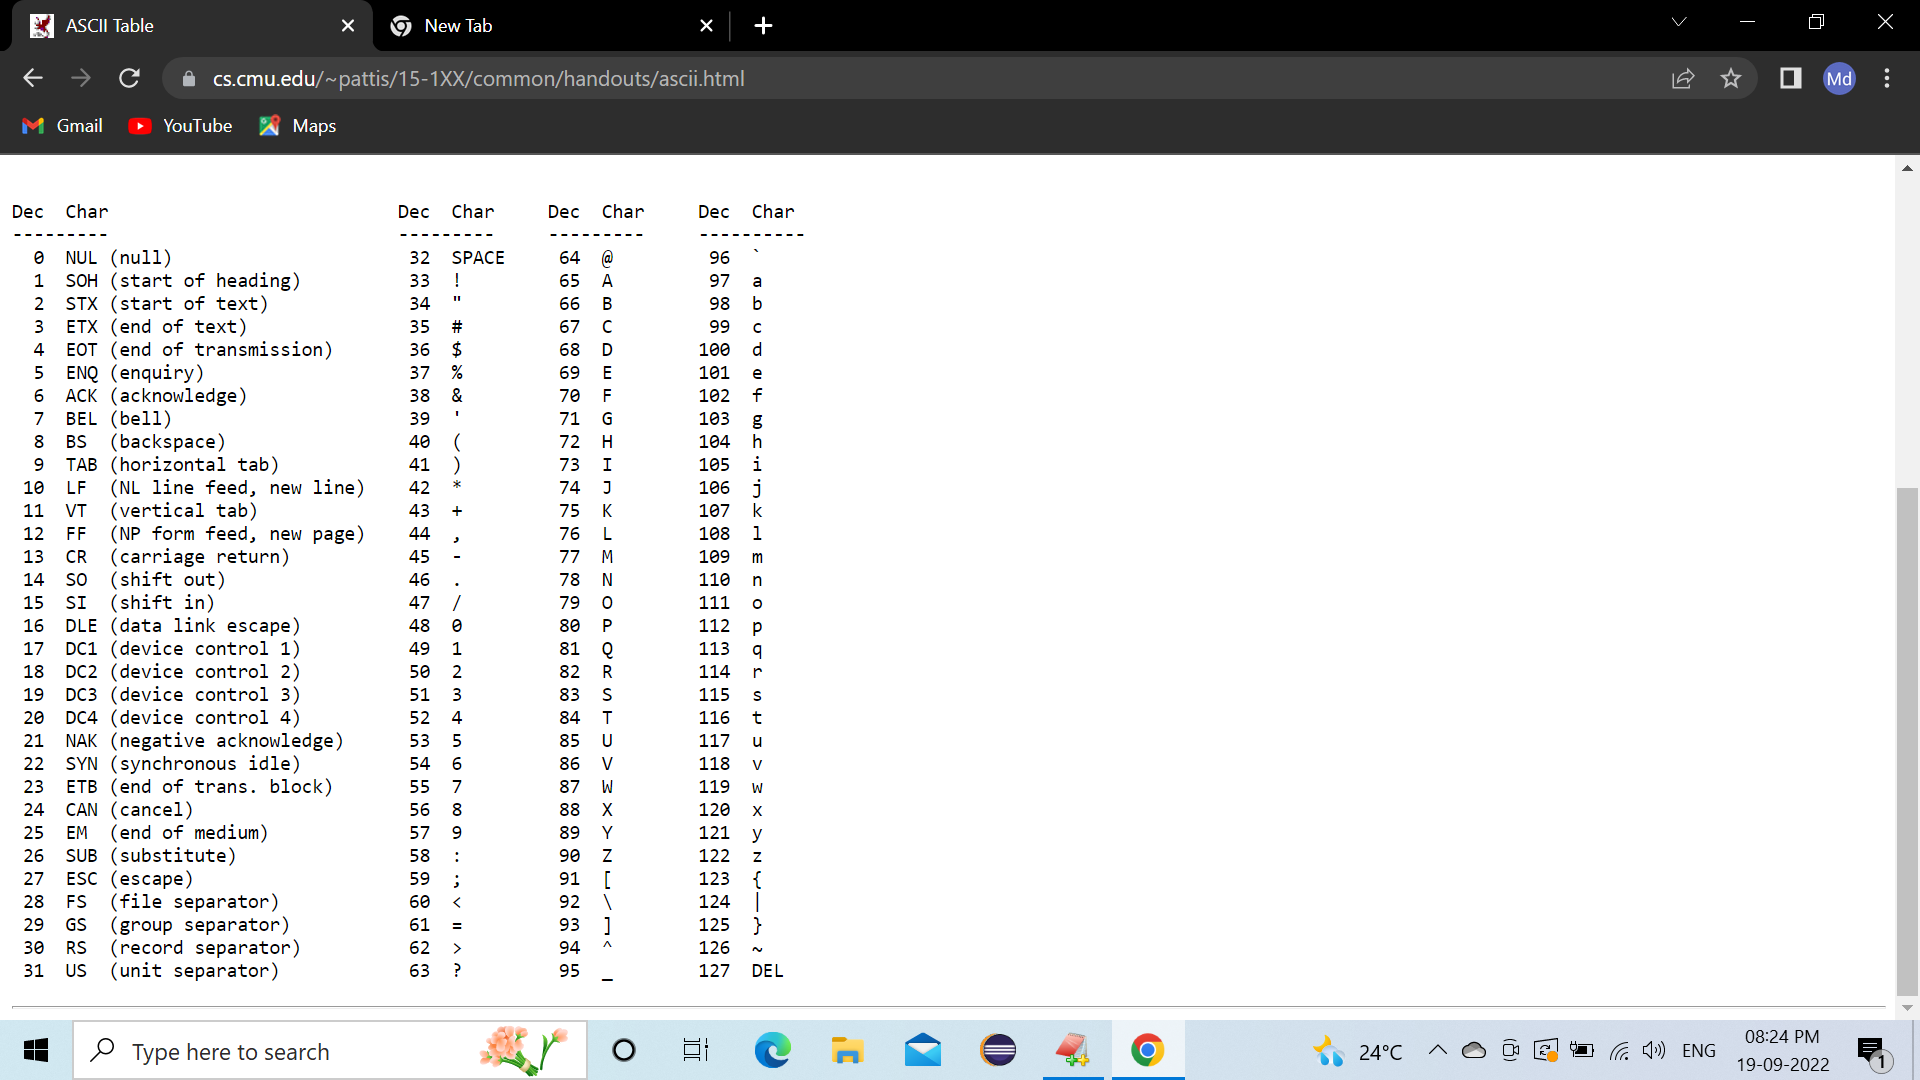 ASCII Table
New Tab
cs.cmu.edu/~pattis/15-1XX/common/handouts/ascii.html
Md
Gmail YouTube Maps
Dec Char Dec Char Dec Char Dec Char
--------- --------- --------- ----------
0 NUL (null) 32 SPACE 64 @ 96 `
1 SOH (start of heading) 33 ! 65 A 97 a
2 STX (start of text) 34 " 66 B 98 b
3 ETX (end of text) 35 # 67 C 99 c
4 EOT (end of transmission) 36 $ 68 D 100 d
5 ENQ (enquiry) 37 % 69 E 101 e
6 ACK (acknowledge) 38 & 70 F 102 f
7 BEL (bell) 39 ' 71 G 103 g
8 BS (backspace) 40 ( 72 H 104 h
9 TAB (horizontal tab) 41 ) 73 I 105 i
10 LF (NL line feed, new line) 42 * 74 J 106 j
11 VT (vertical tab) 43 + 75 K 107 k
12 FF (NP form feed, new page) 44 , 76 L 108 l
13 CR (carriage return) 45 - 77 M 109 m
14 SO (shift out) 46 . 78 N 110 n
15 SI (shift in) 47 / 79 O 111 o
16 DLE (data link escape) 48 0 80 P 112 p
17 DC1 (device control 1) 49 1 81 Q 113 q
18 DC2 (device control 2) 50 2 82 R 114 r
19 DC3 (device control 3) 51 3 83 S 115 s
20 DC4 (device control 4) 52 4 84 T 116 t
21 NAK (negative acknowledge) 53 5 85 U 117 u
22 SYN (synchronous idle) 54 6 86 V 118 v
23 ETB (end of trans. block) 55 7 87 W 119 w
24 CAN (cancel) 56 8 88 X 120 x
25 EM (end of medium) 57 9 89 Y 121 y
26 SUB (substitute) 58 : 90 Z 122 z
27 ESC (escape) 59 ; 91 [ 123 {
28 FS (file separator) 60 < 92 \ 124 |
29 GS (group separator) 61 = 93 ] 125 }
30 RS (record separator) 62 > 94 ^ 126 ~
31 US (unit separator) 63 ? 95 _ 127 DEL
Type here to search
24°C
ENG
08:24 PM
19-09-2022
1